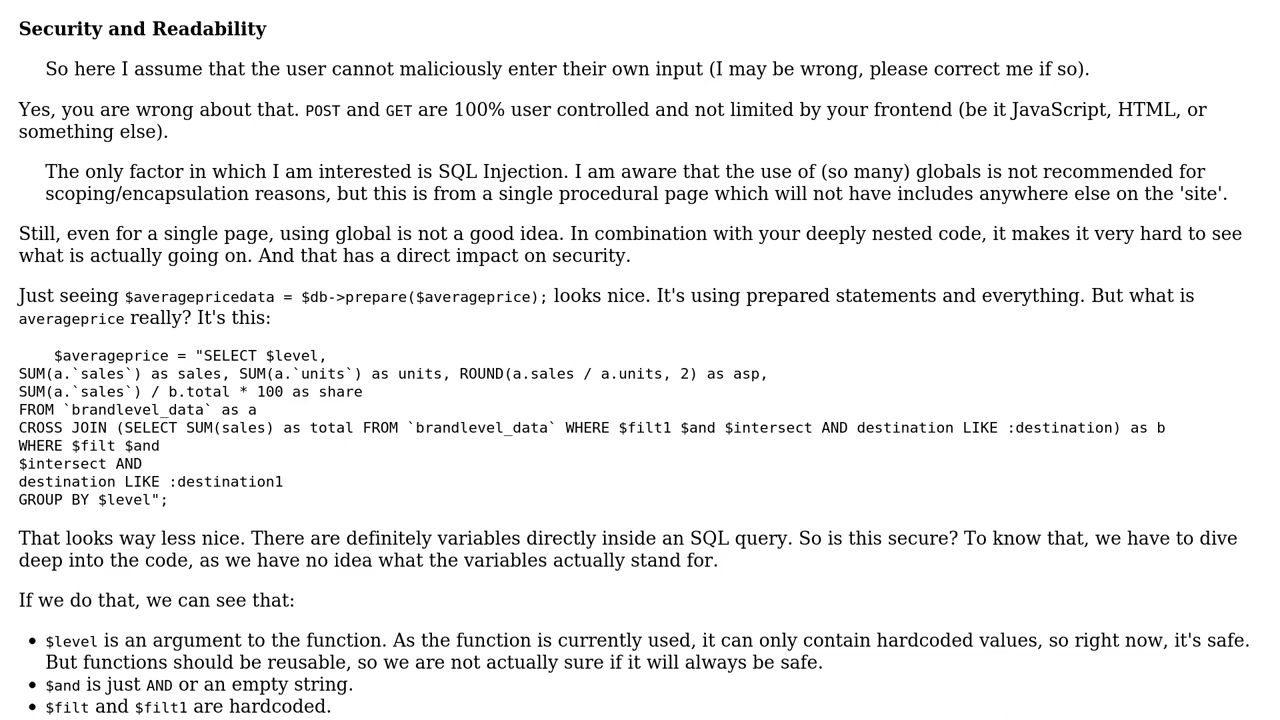 Security and Readability
So here I assume that the user cannot maliciously enter their own input (I may be wrong, please correct me if so).
Yes, you are wrong about that. POST and GET are 100% user controlled and not limited by your frontend (be it JavaScript, HTML, or
something else).
The only factor in which I am interested is SQL Injection. I am aware that the use of (so many) globals is not recommended for
scoping/encapsulation reasons, but this is from a single procedural page which will not have includes anywhere else on the 'site'.
Still, even for a single page, using global is not a good idea. In combination with your deeply nested code, it makes it very hard to see
what is actually going on. And that has a direct impact on security.
Just seeing $averagepricedata = $db->prepare($averageprice); looks nice. It's using prepared statements and everything. But what is
averageprice really? It's this:
    $averageprice = "SELECT $level,
SUM(a.`sales`) as sales, SUM(a.`units`) as units, ROUND(a.sales / a.units, 2) as asp,
SUM(a.`sales`) / b.total * 100 as share
FROM `brandlevel_data` as a
CROSS JOIN (SELECT SUM(sales) as total FROM `brandlevel_data` WHERE $filt1 $and $intersect AND destination LIKE :destination) as b
WHERE $filt $and
$intersect AND
destination LIKE :destination1
GROUP BY $level";
That looks way less nice. There are definitely variables directly inside an SQL query. So is this secure? To know that, we have to dive
deep into the code, as we have no idea what the variables actually stand for.
If we do that, we can see that:
• $level is an argument to the function. As the function is currently used, it can only contain hardcoded values, so right now, it's safe.
But functions should be reusable, so we are not actually sure if it will always be safe.
• $and is just AND or an empty string.
• $filt and $filt1 are hardcoded.